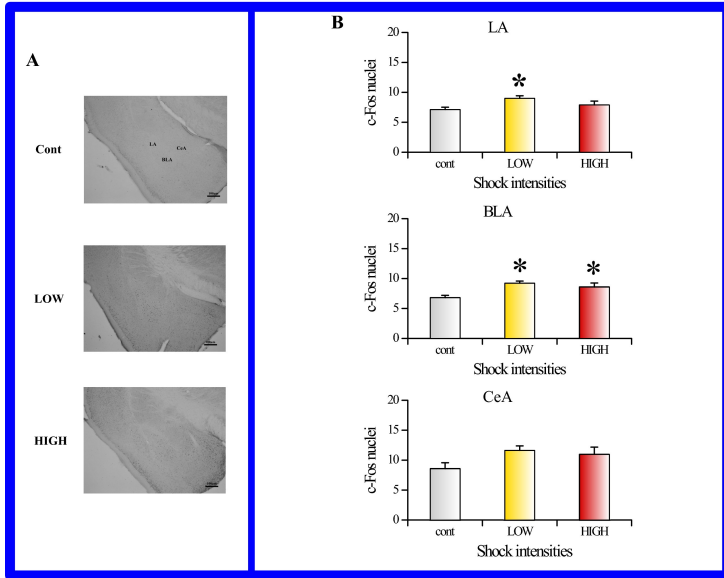 A
Cont
LA
CeA
BLA
LOW
HIGH
B
LA
c-Fos nuclei
20
15
10
5
0
*
cont LOW HIGH
Shock intensities
BLA
c-Fos nuclei
20
15
10
5
0
* *
cont LOW HIGH
Shock intensities
CeA
c-Fos nuclei
20
15
10
5
0
cont LOW HIGH
Shock intensities